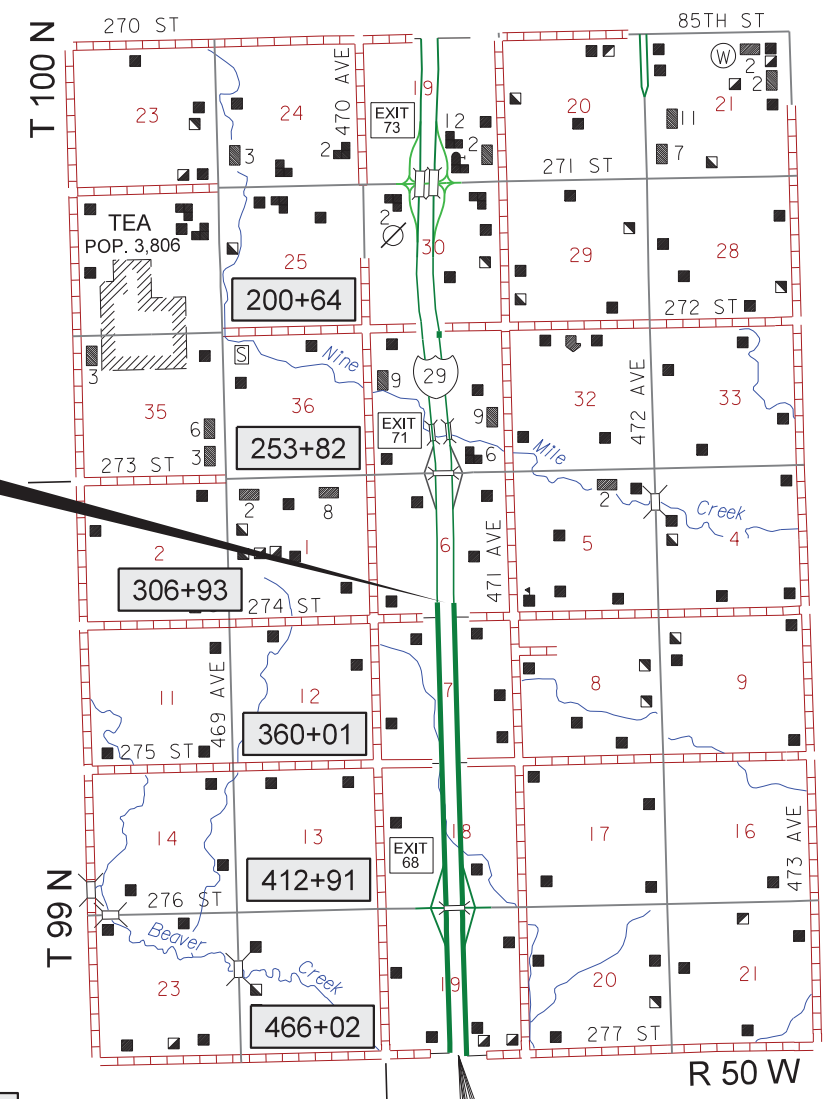 270 ST
85TH ST
T 100 N
470 AVE
19
W
2
20
21
2
23
24
EXIT
73
12
11
3
2
2
271 ST
7
TEA
POP. 3,806
2
30
29
28
25
200+64
272 ST
Nine
S
29
3
9
472 AVE
32
33
35
36
EXIT
71
9
6
253+82
Mile
6
273 ST
3
2
8
2
Creek
471 AVE
2
1
6
5
4
306+93
274 ST
469 AVE
11
12
7
8
9
360+01
275 ST
14
13
18
17
16
EXIT
68
473 AVE
412+91
T 99 N
276 ST
Beaver
Creek
23
19
20
21
466+02
277 ST
R 50 W